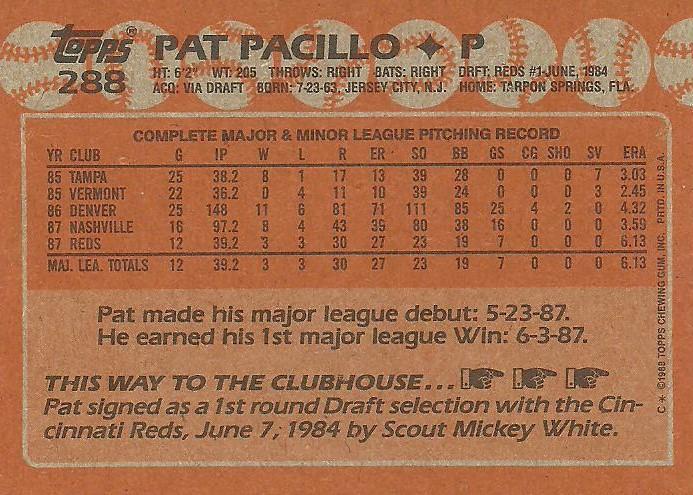 topps® PAT PACILLO ✦ P
288 HT: 6'2" WT: 205 THROWS: RIGHT BATS: RIGHT DRFT: REDS #1-JUNE, 1984
ACQ: VIA DRAFT BORN: 7-23-63, JERSEY CITY, N.J. HOME: TARPON SPRINGS, FLA.
COMPLETE MAJOR & MINOR LEAGUE PITCHING RECORD
YR CLUB G IP W L R ER SO BB GS CG SHO SV ERA
85 TAMPA 25 38.2 8 1 17 13 39 28 0 0 0 7 3.03
85 VERMONT 22 36.2 0 4 11 10 39 24 0 0 0 3 2.45
86 DENVER 25 148 11 6 81 71 111 85 25 4 2 0 4.32
87 NASHVILLE 16 97.2 8 4 43 39 80 38 16 0 0 0 3.59
87 REDS 12 39.2 3 3 30 27 23 19 7 0 0 0 6.13
MAJ. LEA. TOTALS 12 39.2 3 3 30 27 23 19 7 0 0 0 6.13
Pat made his major league debut: 5-23-87.
He earned his 1st major league Win: 6-3-87.
THIS WAY TO THE CLUBHOUSE...
Pat signed as a 1st round Draft selection with the Cin-
cinnati Reds, June 7, 1984 by Scout Mickey White.
C* ©1988 TOPPS CHEWING GUM, INC. PRTD. IN U.S.A.